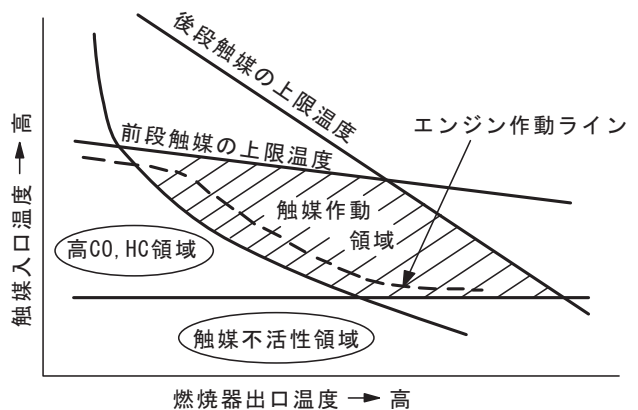 後段触媒の上限温度
エンジン作動ライン
前段触媒の上限温度
触媒作動
領域
高CO, HC領域
触媒不活性領域
触媒入口温度 → 高
燃焼器出口温度 → 高